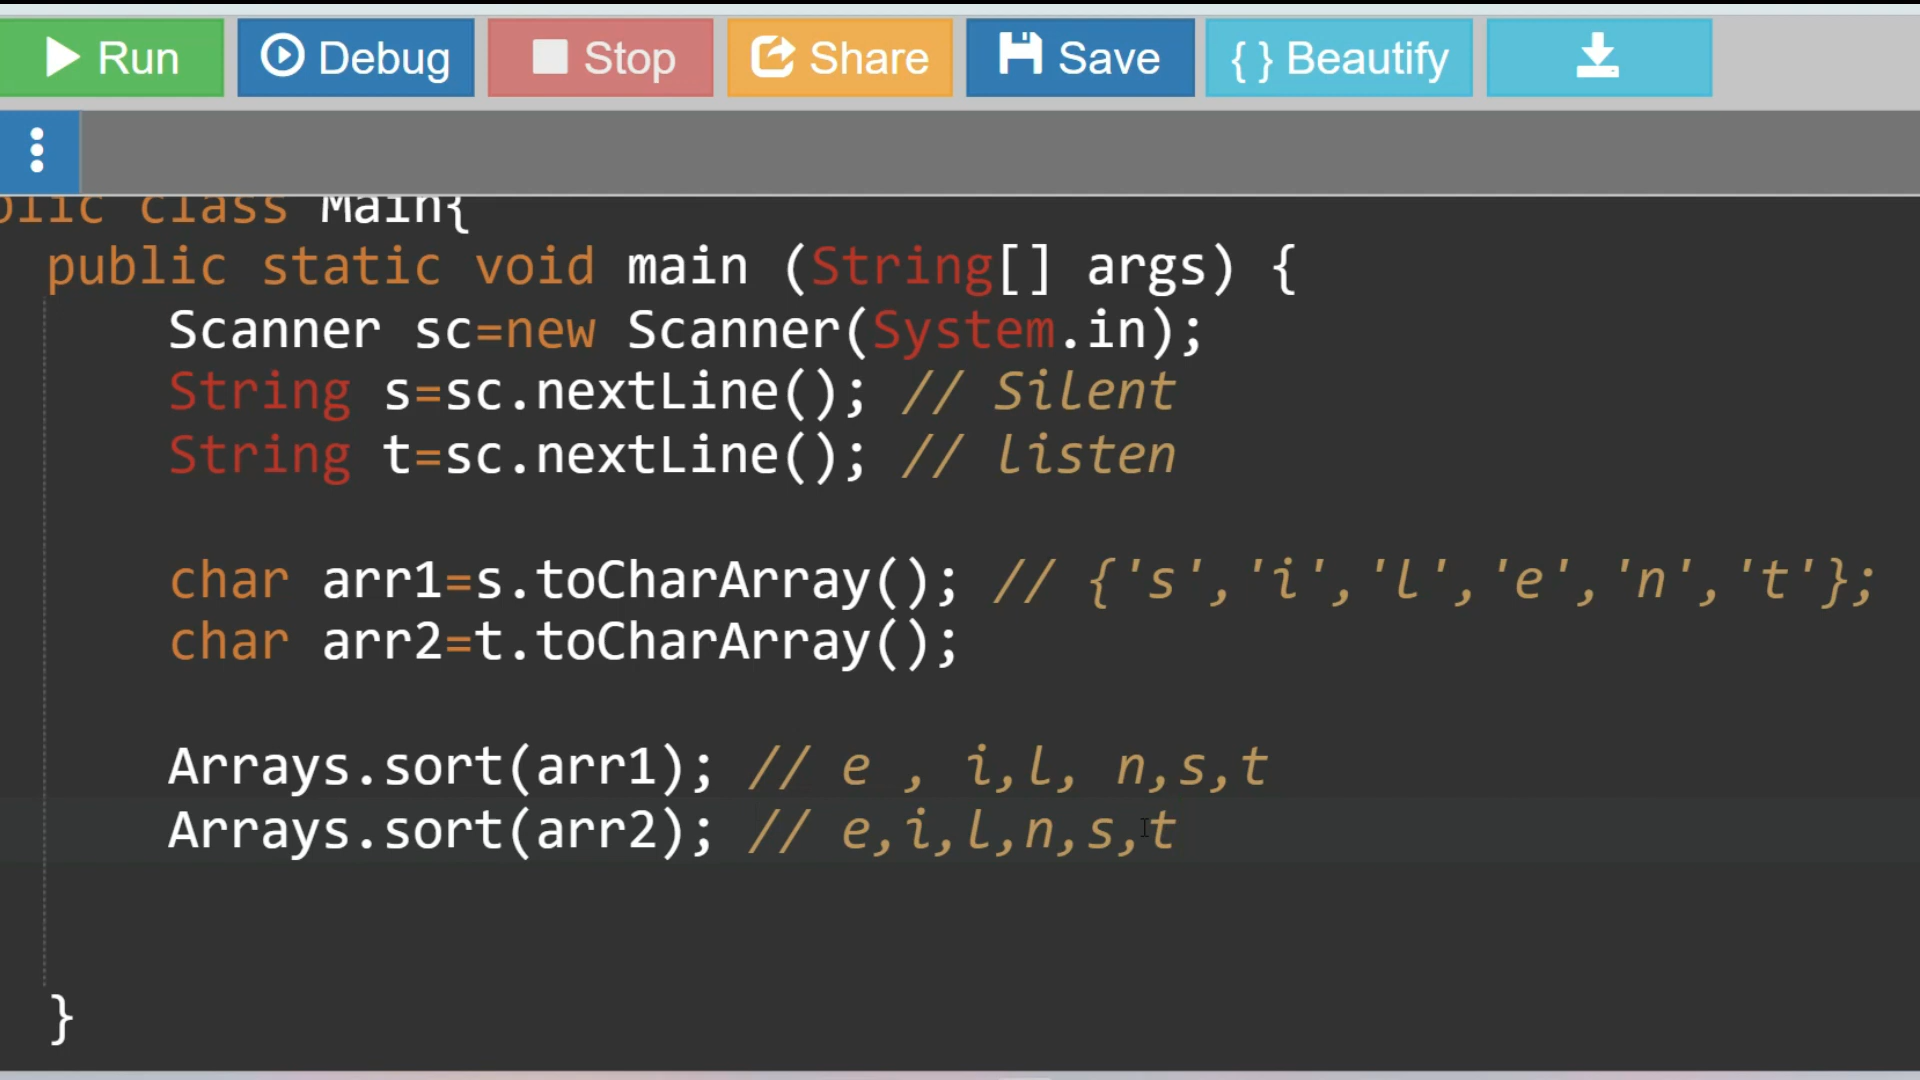 Run Debug Stop Share Save { } Beautify
public class Main{
public static void main (String[] args) {
Scanner sc=new Scanner(System.in);
String s=sc.nextLine(); // Silent
String t=sc.nextLine(); // listen
char arr1=s.toCharArray(); // {'s','i','l','e','n','t'};
char arr2=t.toCharArray();
Arrays.sort(arr1); // e , i,l, n,s,t
Arrays.sort(arr2); // e,i,l,n,s,t
}